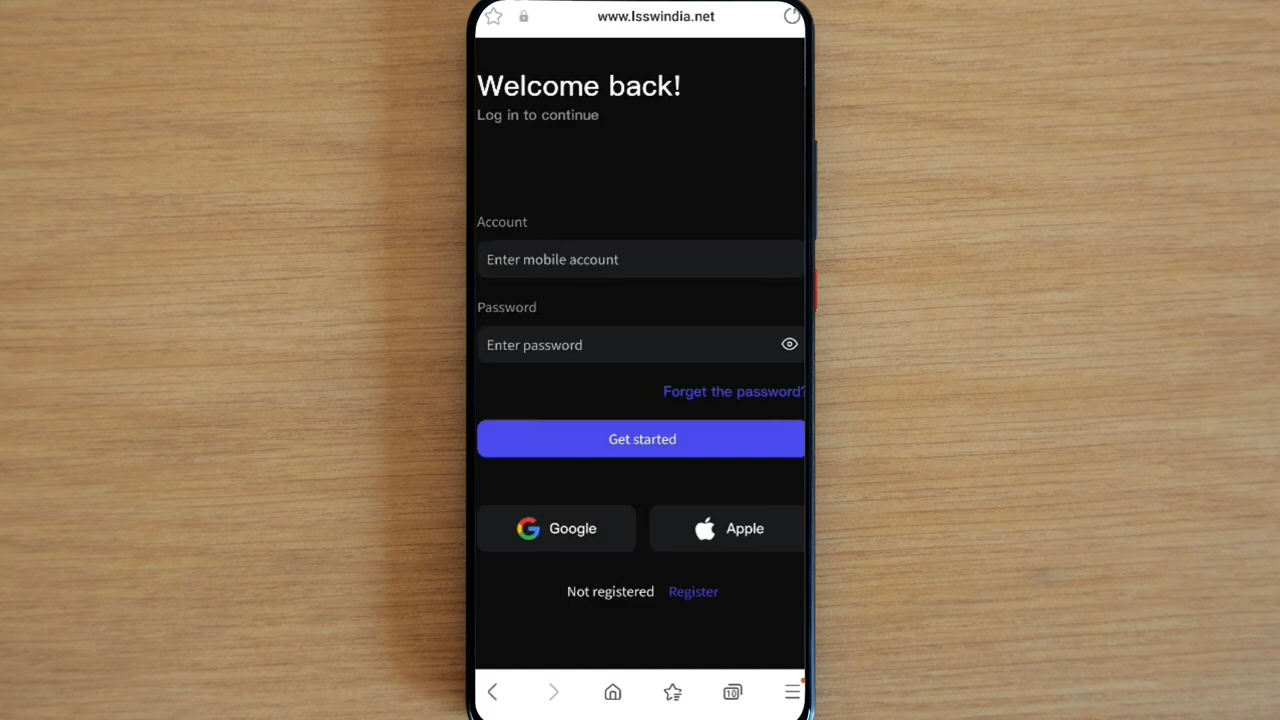 www.lsswindia.net
Welcome back!
Log in to continue
Account
Enter mobile account
Password
Enter password
Forget the password?
Get started
Google
Apple
Not registered Register
10